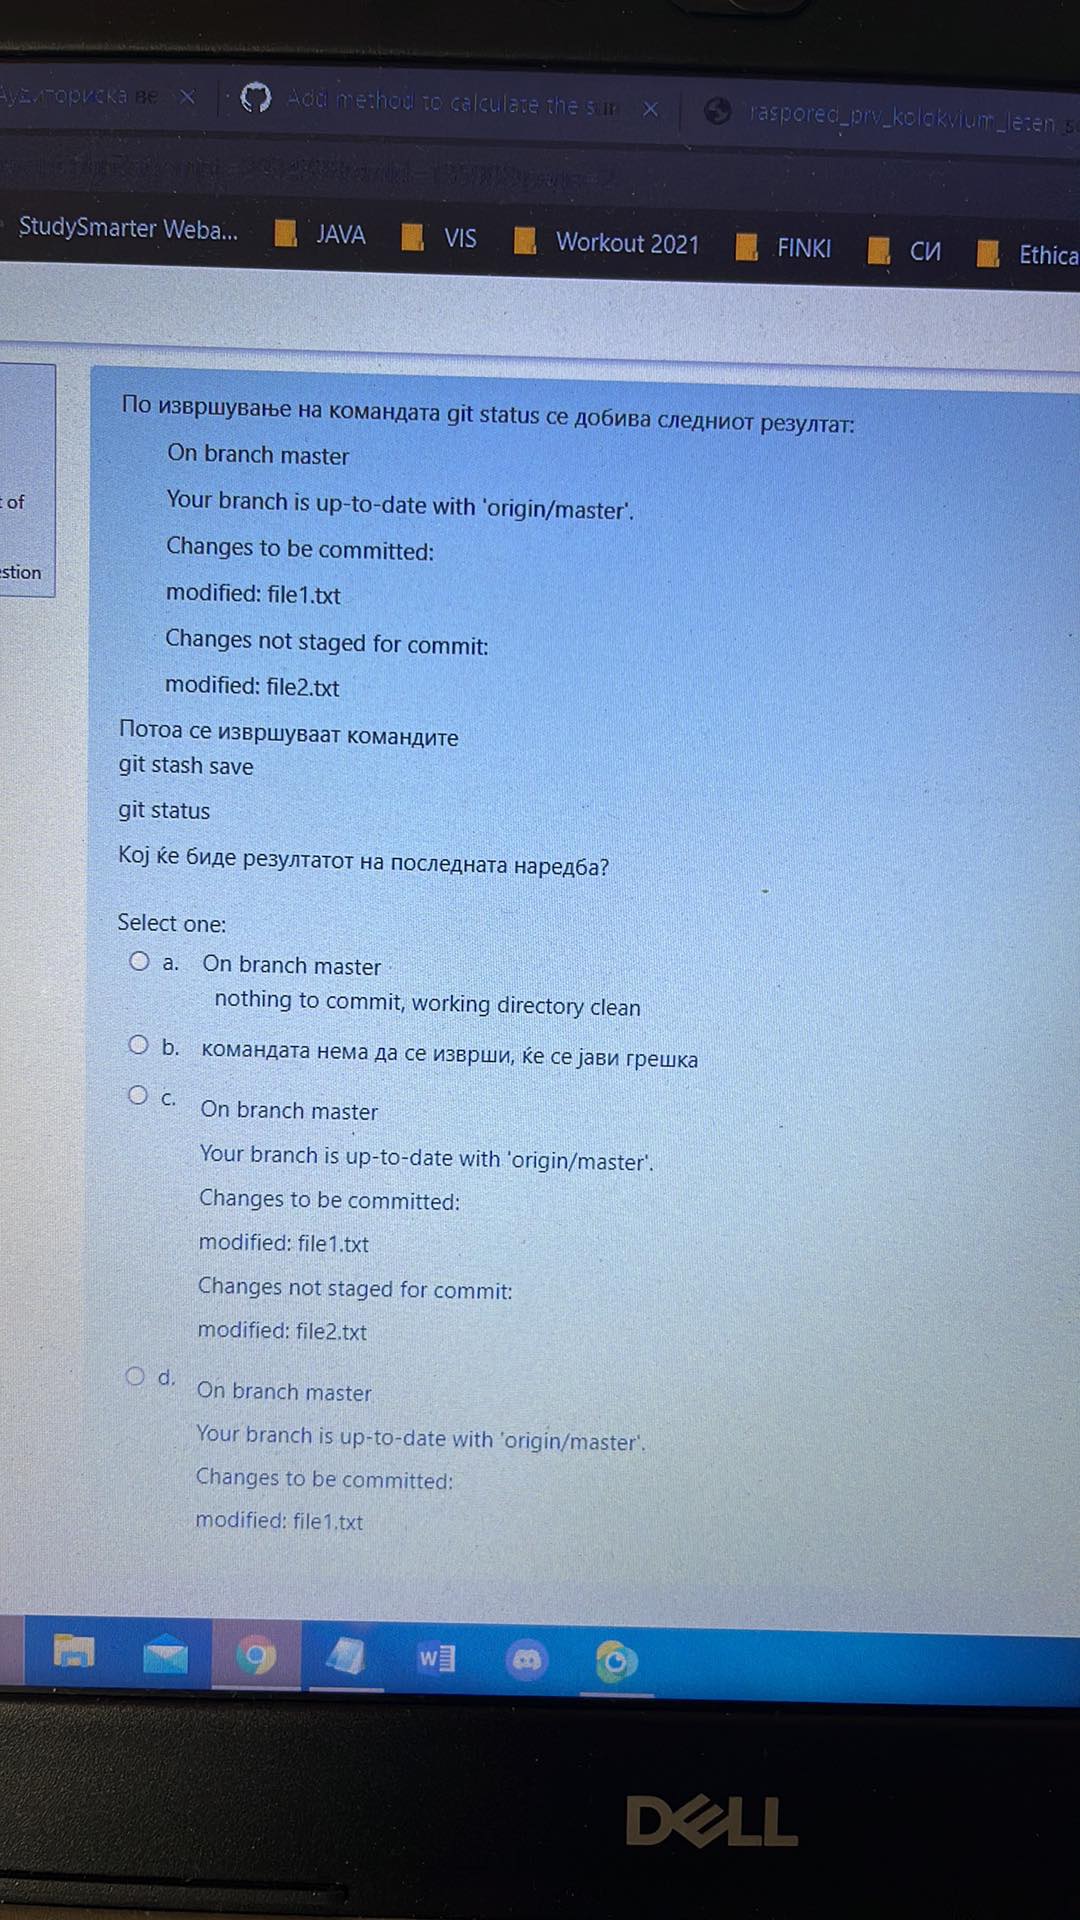 Аудиториска ве
Add method to calculate the s
raspored_prv_kolokvium_leten
StudySmarter Weba... JAVA VIS Workout 2021 FINKI СИ Ethica
of
estion
По извршување на командата git status се добива следниот резултат:
On branch master
Your branch is up-to-date with 'origin/master'.
Changes to be committed:
modified: file1.txt
Changes not staged for commit:
modified: file2.txt
Потоа се извршуваат командите
git stash save
git status
Кој ќе биде резултатот на последната наредба?
Select one:
a. On branch master
nothing to commit, working directory clean
b. командата нема да се изврши, ќе се јави грешка
c. On branch master
Your branch is up-to-date with 'origin/master'.
Changes to be committed:
modified: file1.txt
Changes not staged for commit:
modified: file2.txt
d. On branch master
Your branch is up-to-date with 'origin/master'.
Changes to be committed:
modified: file1.txt
W
DELL